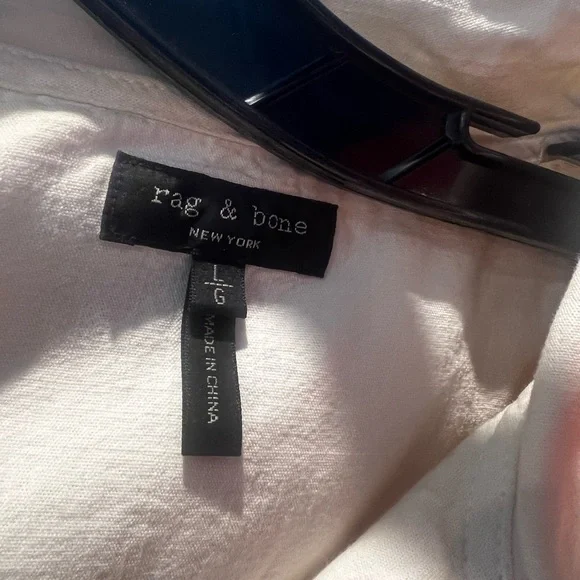 rag & bone
NEW YORK
L
G
MADE IN CHINA